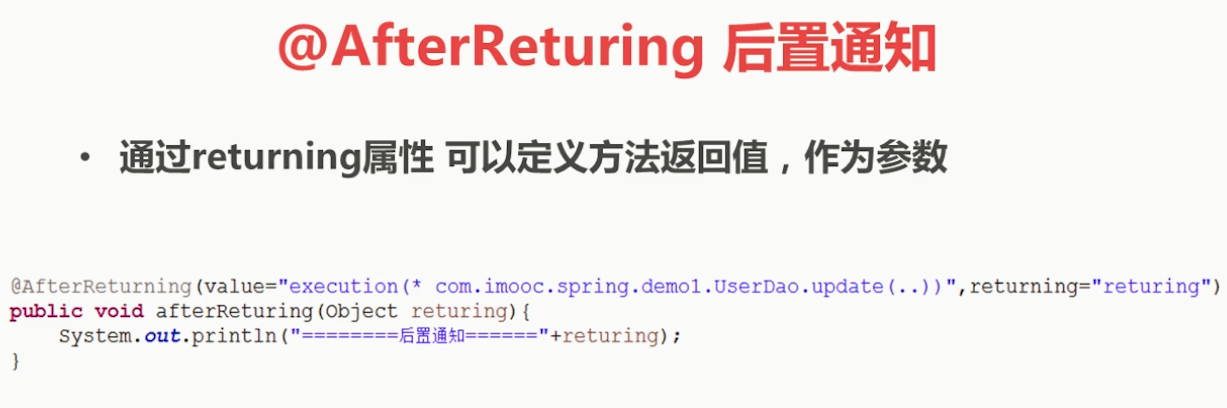 @AfterReturing 后置通知
• 通过returning属性 可以定义方法返回值，作为参数
@AfterReturning(value="execution(* com.imooc.spring.demo1.UserDao.update(..))",returning="returing")
public void afterReturing(Object returing){
    System.out.println("========后置通知======"+returing);
}